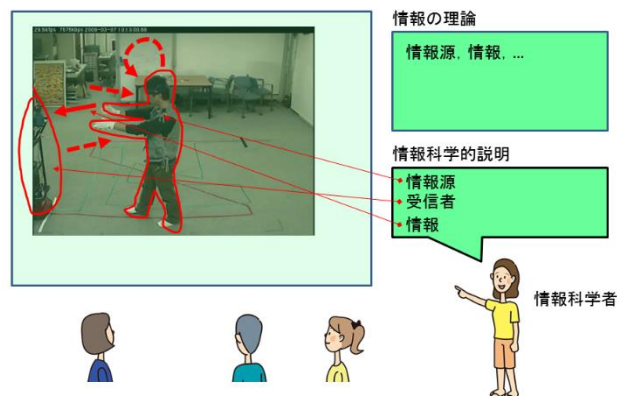 情報の理論
情報源, 情報, ...
情報科学的説明
情報源
受信者
情報
情報科学者